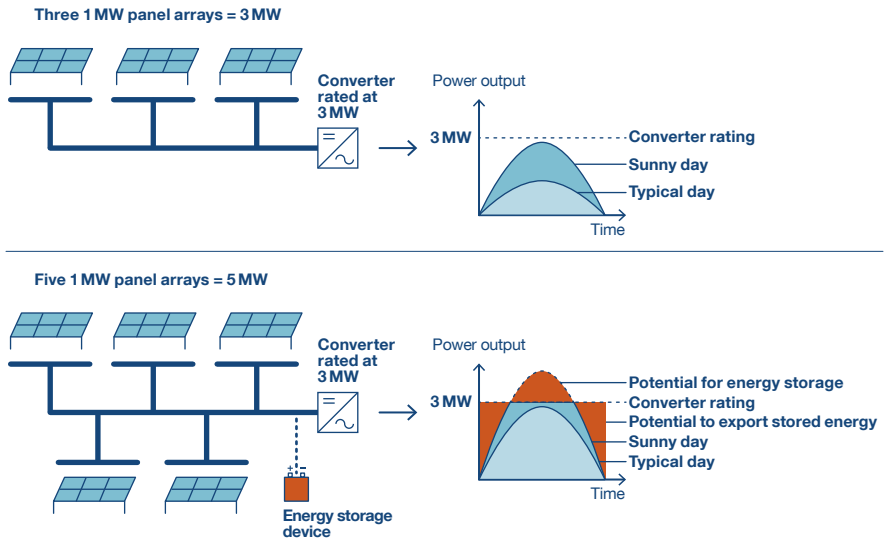 Three 1 MW panel arrays = 3 MW
Converter
rated at
3 MW
Power output
3 MW
Converter rating
Sunny day
Typical day
Time
Five 1 MW panel arrays = 5 MW
Converter
rated at
3 MW
Power output
3 MW
Potential for energy storage
Converter rating
Potential to export stored energy
Sunny day
Typical day
Time
+ –
Energy storage
device